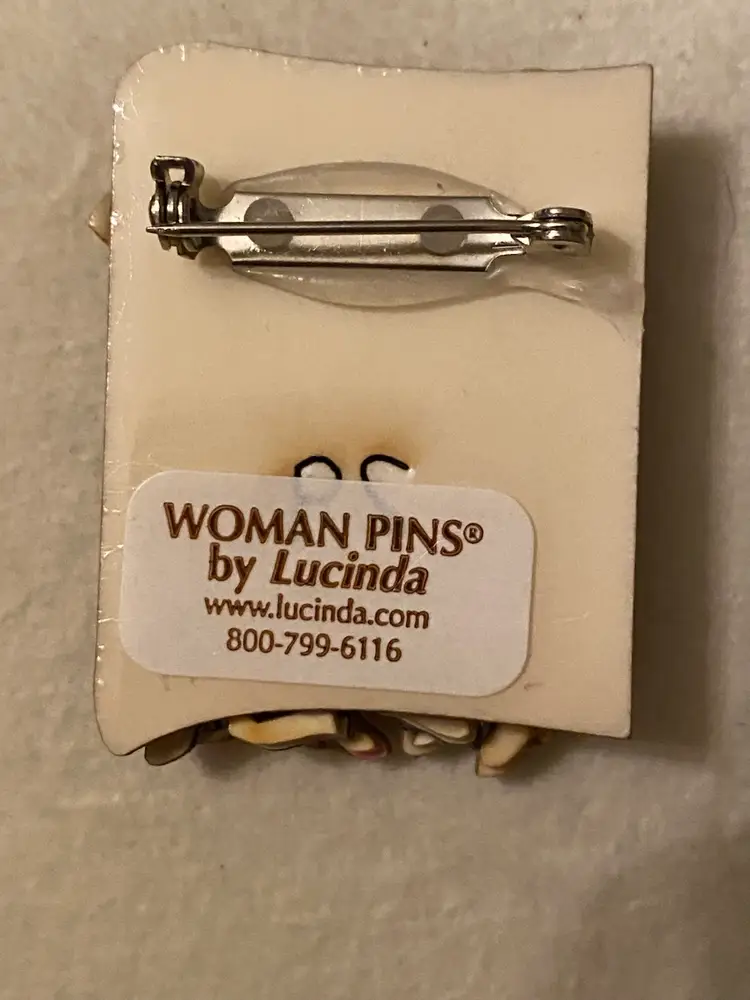 WOMAN PINS®
by Lucinda
www.lucinda.com
800-799-6116